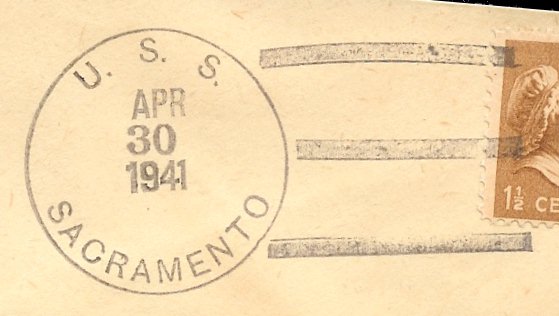 U. S. S.
APR
30
1941
SACRAMENTO
1½ CE